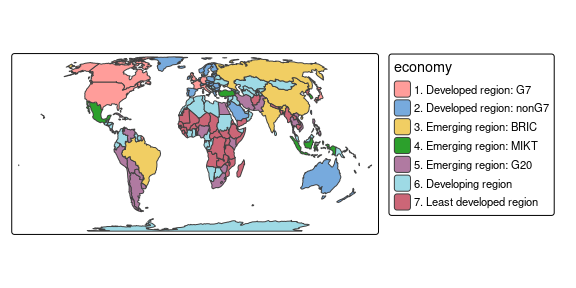 economy
1. Developed region: G7
2. Developed region: nonG7
3. Emerging region: BRIC
4. Emerging region: MIKT
5. Emerging region: G20
6. Developing region
7. Least developed region